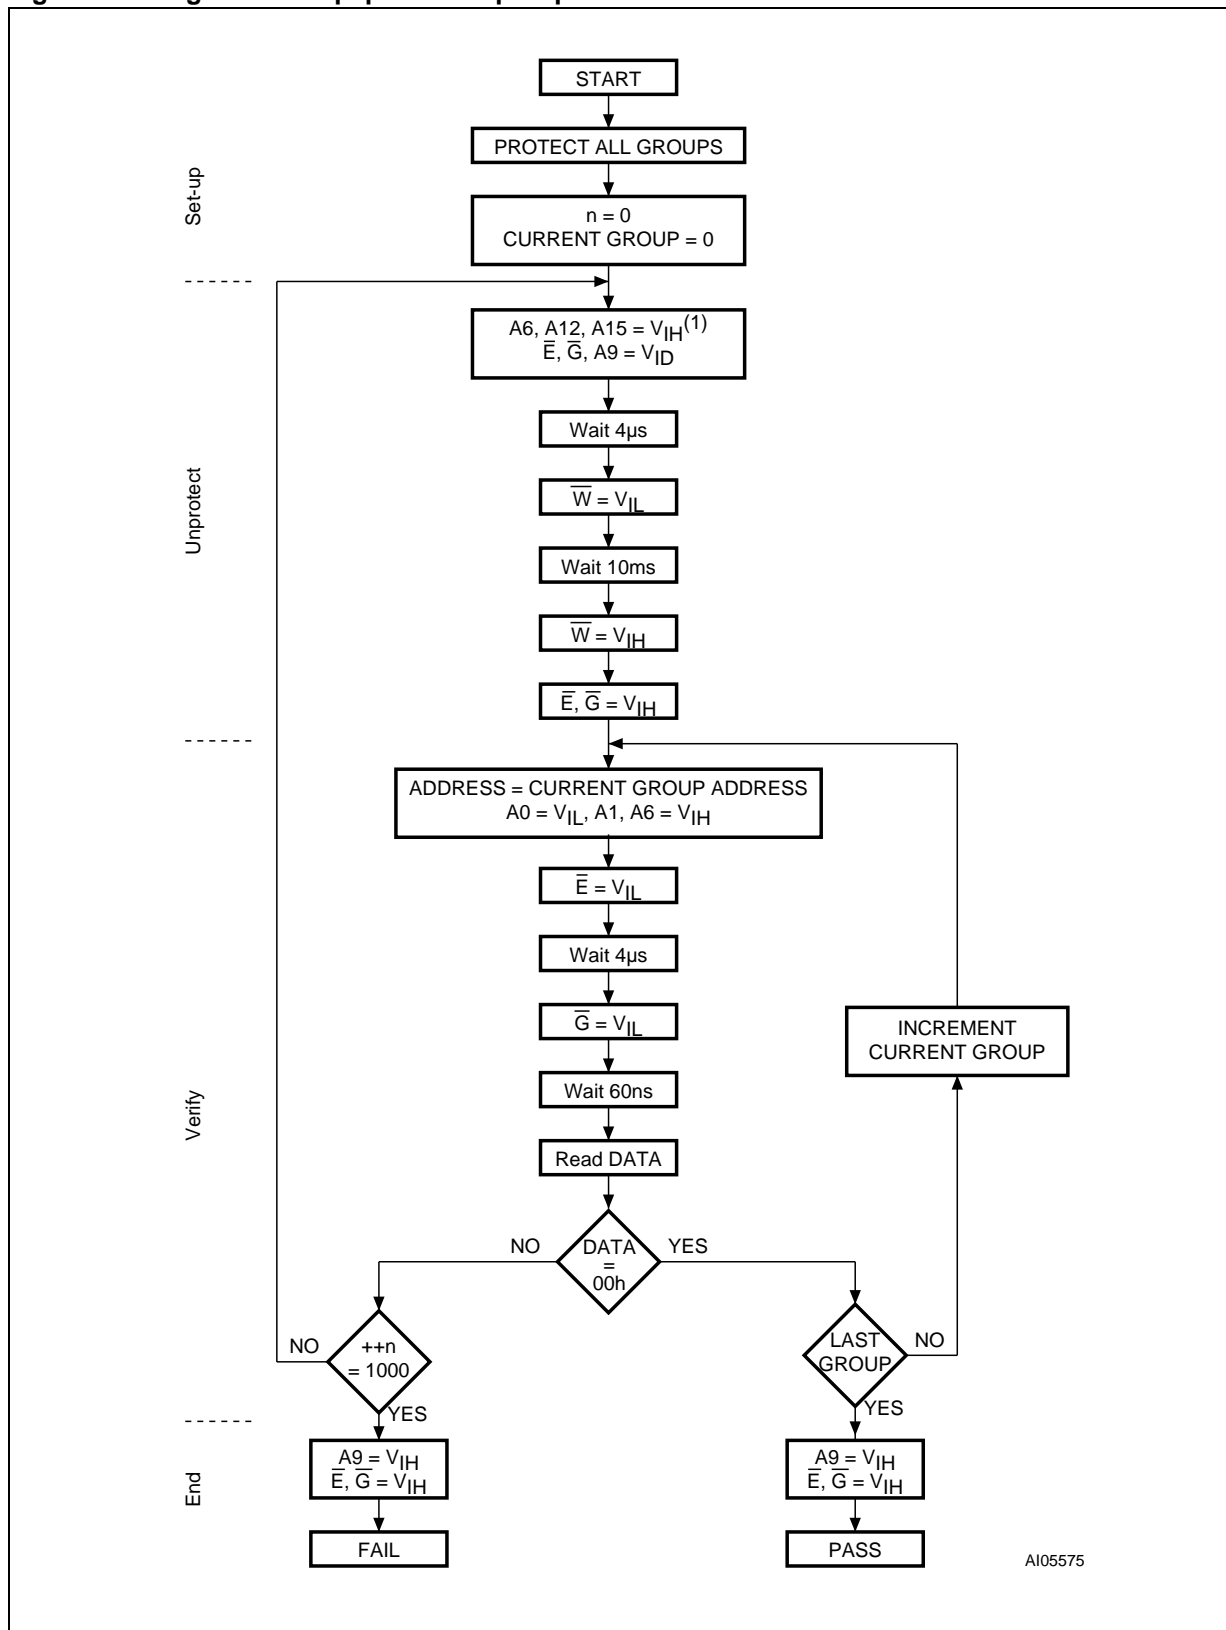 START
PROTECT ALL GROUPS
Set-up
n = 0
CURRENT GROUP = 0
A6, A12, A15 = VIH(1)
E̅, G̅, A9 = VID
Wait 4µs
Unprotect
W̅ = VIL
Wait 10ms
W̅ = VIH
E̅, G̅ = VIH
ADDRESS = CURRENT GROUP ADDRESS
A0 = VIL, A1, A6 = VIH
E̅ = VIL
Wait 4µs
G̅ = VIL
INCREMENT
CURRENT GROUP
Wait 60ns
Verify
Read DATA
NO
DATA
=
00h
YES
NO
++n
= 1000
YES
LAST
GROUP
NO
YES
End
A9 = VIH
E̅, G̅ = VIH
A9 = VIH
E̅, G̅ = VIH
FAIL
PASS
AI05575